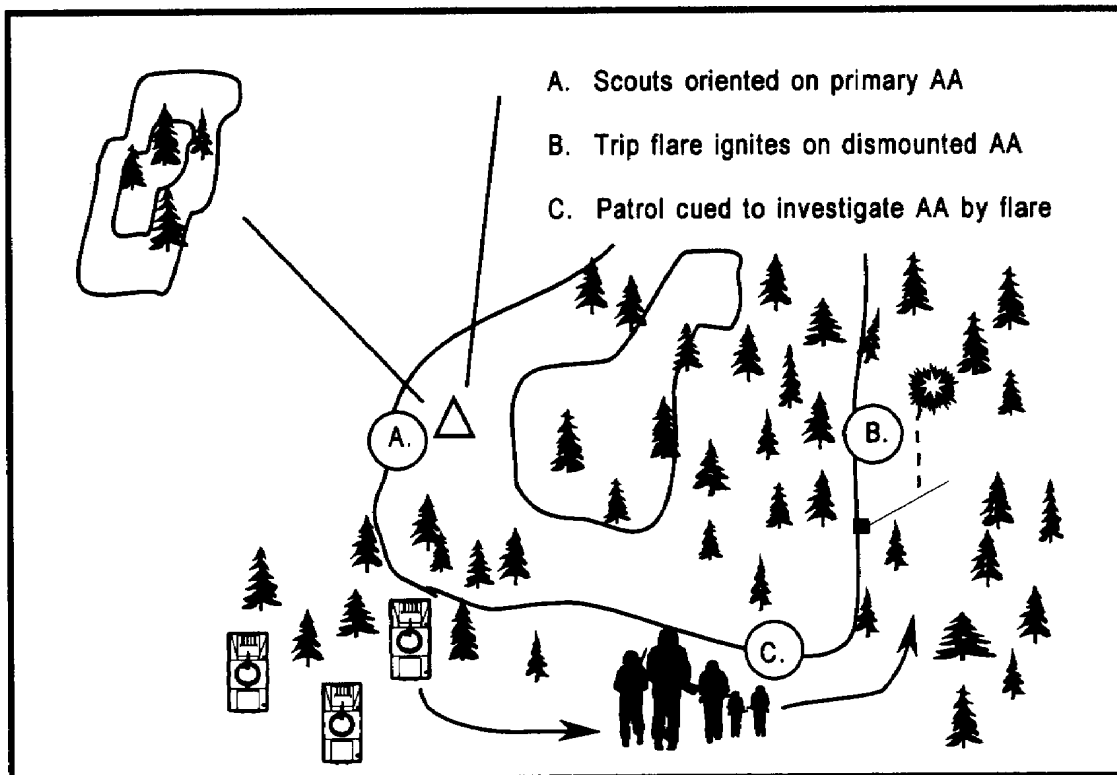 A. Scouts oriented on primary AA
B. Trip flare ignites on dismounted AA
C. Patrol cued to investigate AA by flare
A.
B.
C.